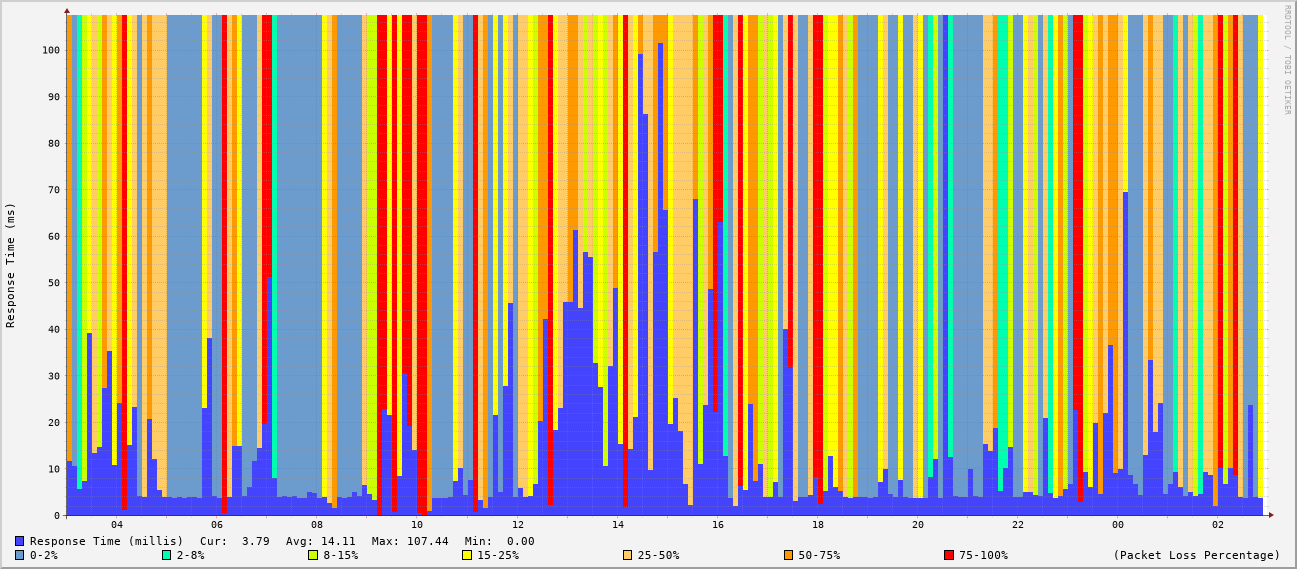 RRDTOOL / TOBI OETIKER
Response Time (ms)
100
90
80
70
60
50
40
30
20
10
0
04 06 08 10 12 14 16 18 20 22 00 02
Response Time (millis) Cur: 3.79 Avg: 14.11 Max: 107.44 Min: 0.00
0-2% 2-8% 8-15% 15-25% 25-50% 50-75% 75-100% (Packet Loss Percentage)